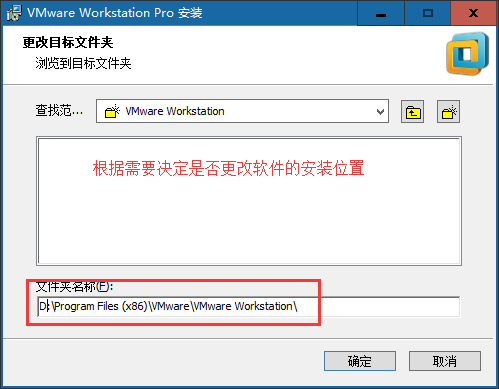 VMware Workstation Pro 安装
更改目标文件夹
浏览到目标文件夹
查找范...
VMware Workstation
根据需要决定是否更改软件的安装位置
文件夹名称(F):
D:\Program Files (x86)\VMware\VMware Workstation\
确定
取消